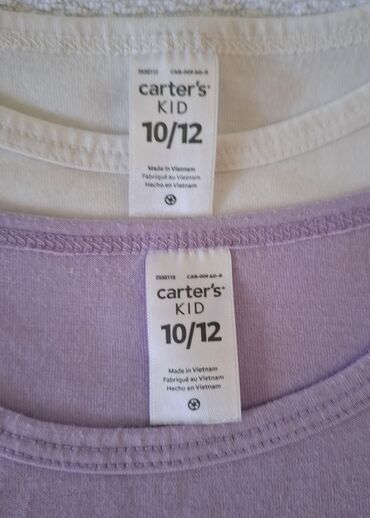 carter's
KID
10/12
Made in Vietnam
Fabriqué au Vietnam
Hecho en Vietnam
carter's
KID
10/12
Made in Vietnam
Fabriqué au Vietnam
Hecho en Vietnam